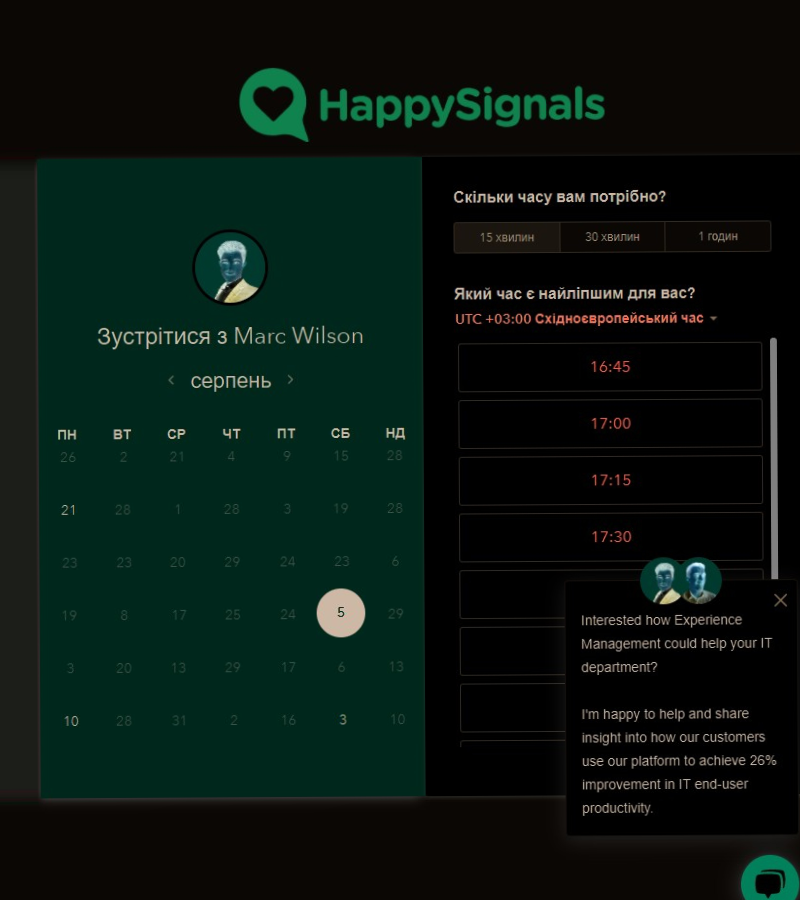 HappySignals
Зустрітися з Marc Wilson
серпень
ПН ВТ СР ЧТ ПТ СБ НД
26 2 21 4 9 15 28
21 28 1 28 3 19 28
23 23 20 29 24 23 6
19 8 17 25 24 5 29
3 20 13 29 17 6 13
10 28 31 2 16 3 10
Скільки часу вам потрібно?
15 хвилин 30 хвилин 1 годин
Який час є найліпшим для вас?
UTC +03:00 Східноєвропейський час
16:45
17:00
17:15
17:30
Interested how Experience
Management could help your IT
department?
I'm happy to help and share
insight into how our customers
use our platform to achieve 26%
improvement in IT end-user
productivity.